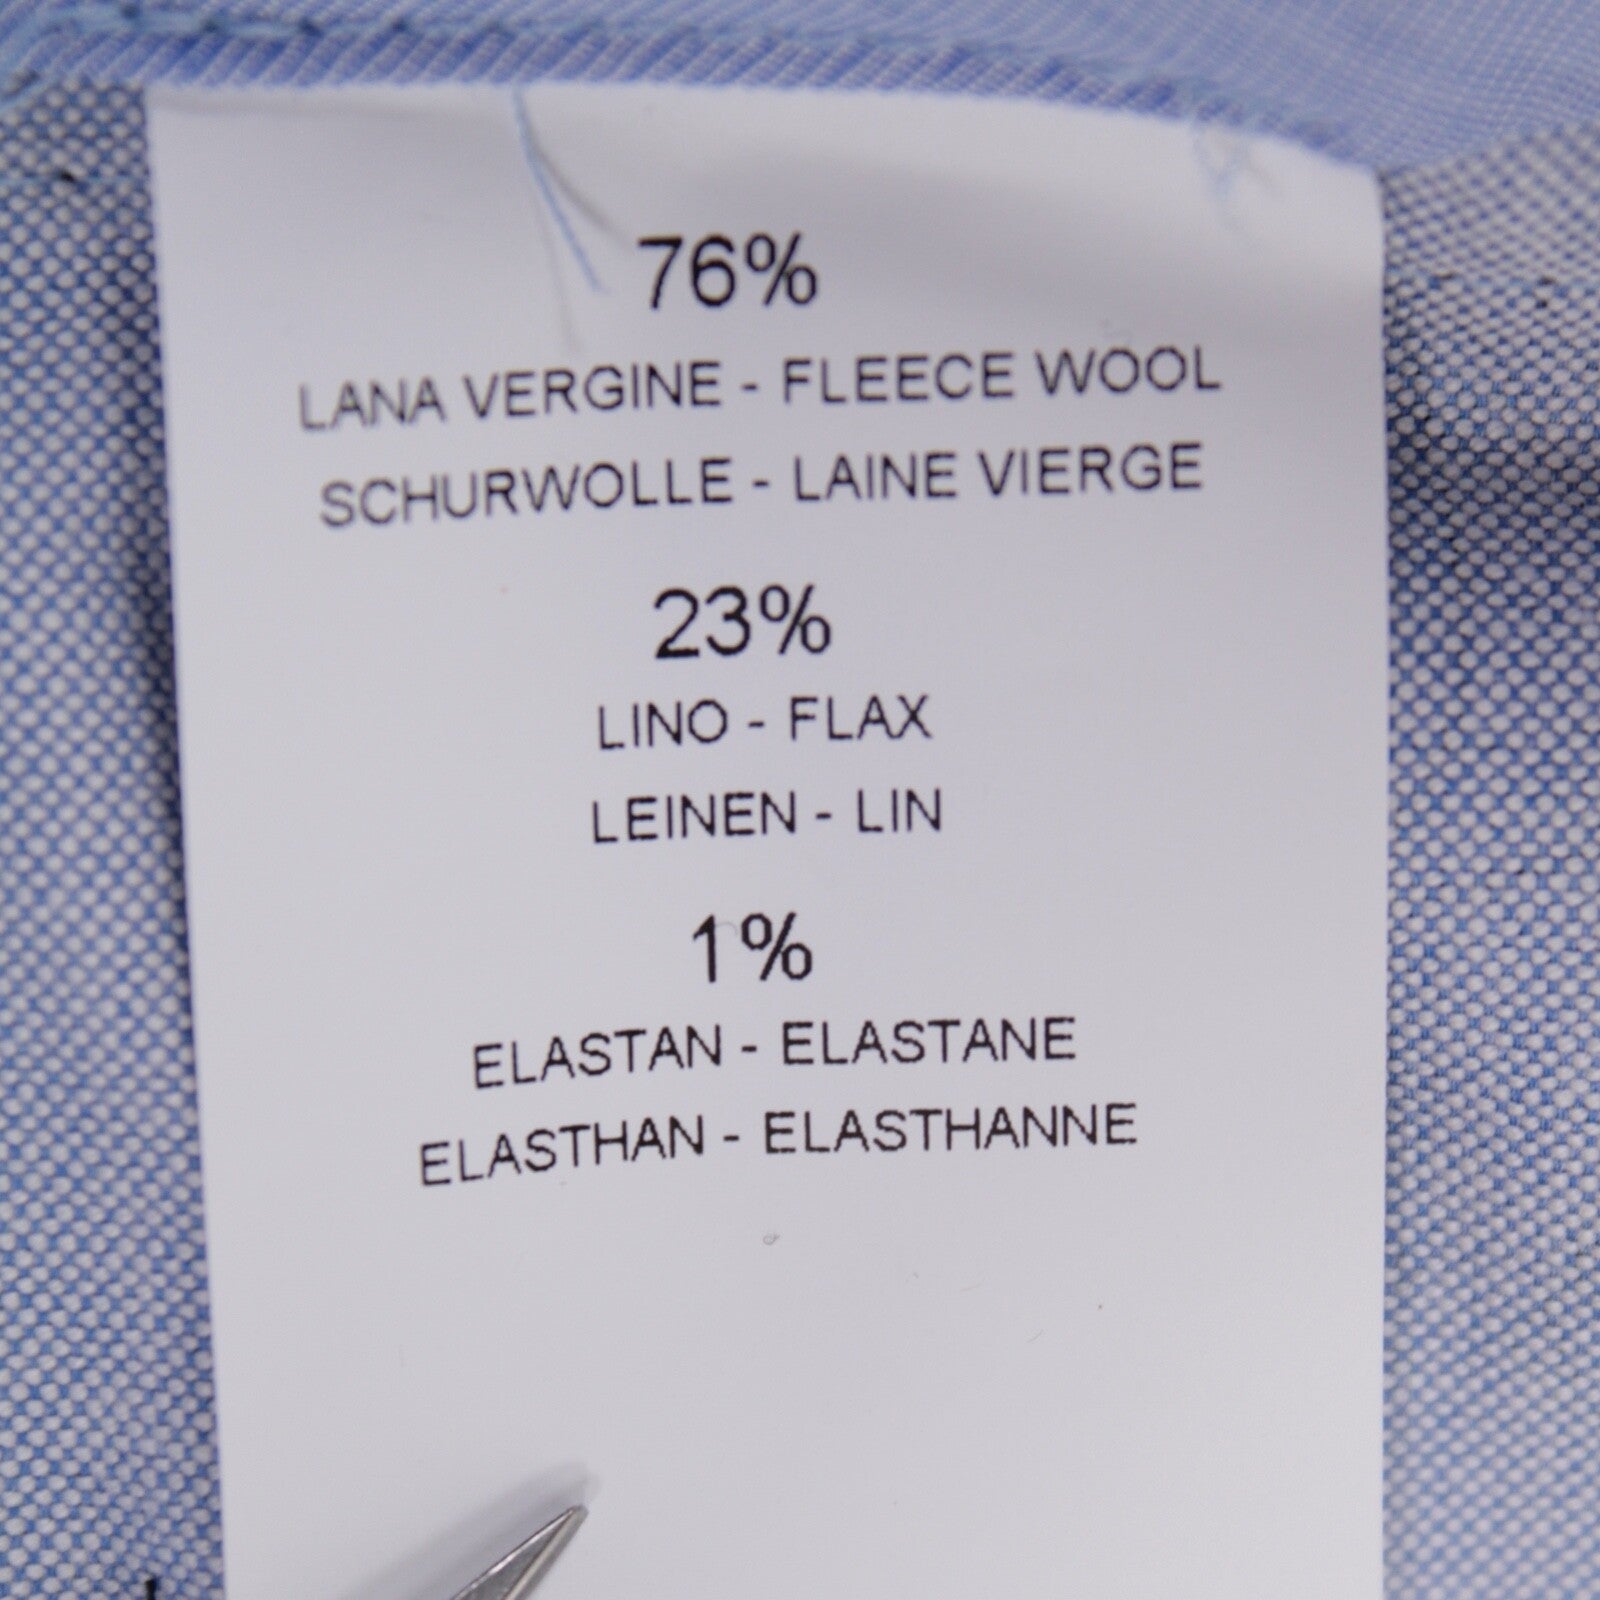 76%
LANA VERGINE - FLEECE WOOL
SCHURWOLLE - LAINE VIERGE
23%
LINO - FLAX
LEINEN - LIN
1%
ELASTAN - ELASTANE
ELASTHAN - ELASTHANNE